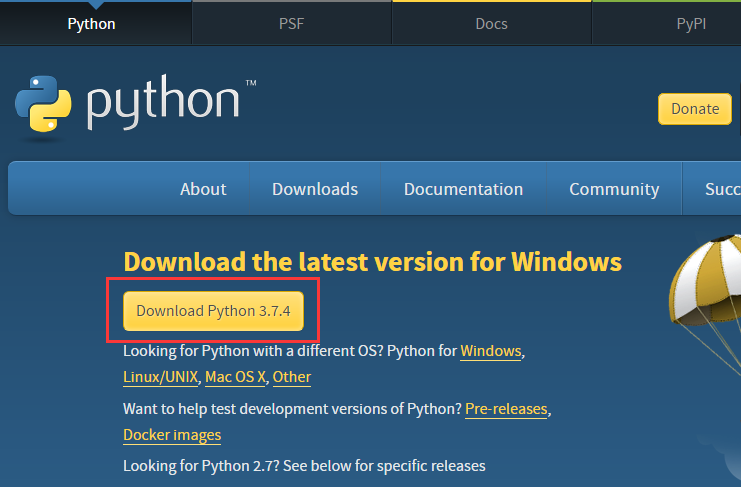 Python PSF Docs PyPI
python™
Donate
About Downloads Documentation Community Succ
Download the latest version for Windows
Download Python 3.7.4
Looking for Python with a different OS? Python for Windows,
Linux/UNIX, Mac OS X, Other
Want to help test development versions of Python? Pre-releases,
Docker images
Looking for Python 2.7? See below for specific releases